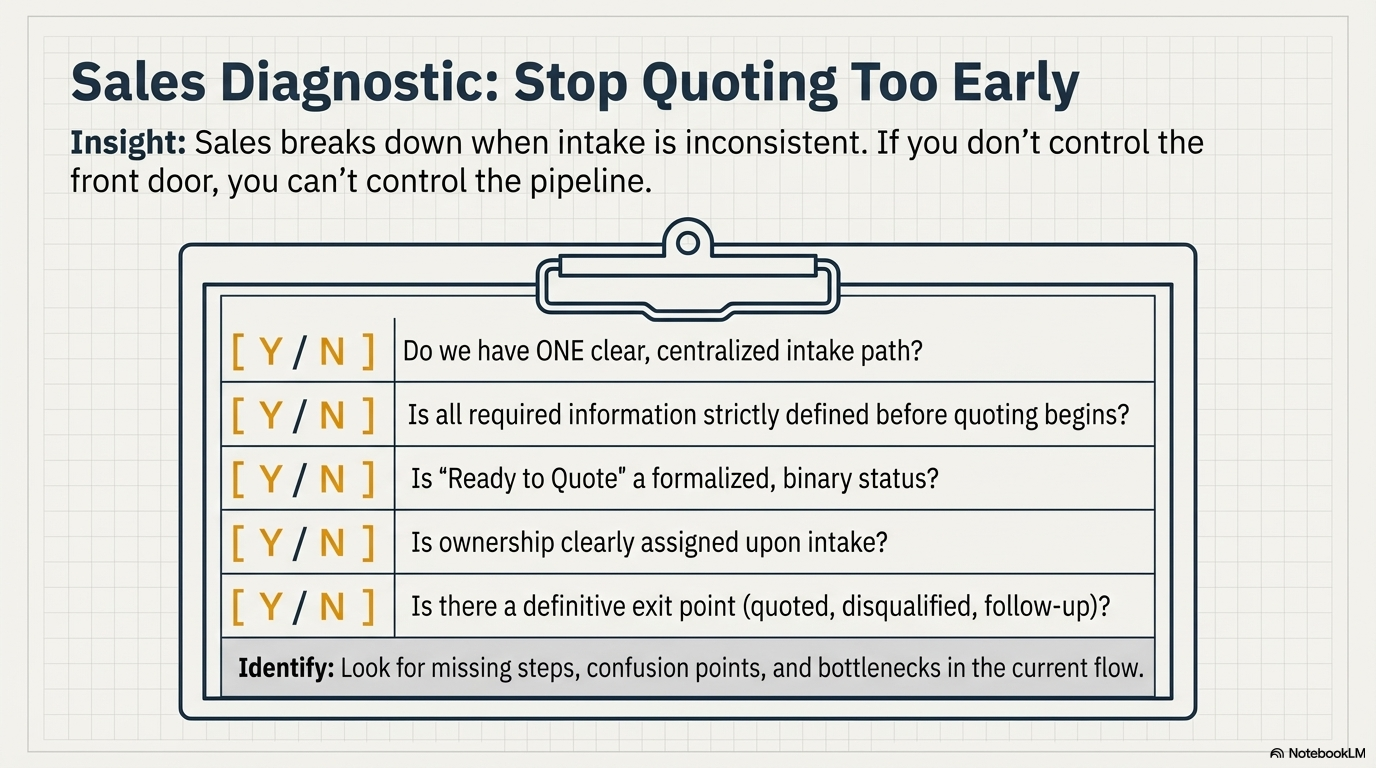 Sales Diagnostic: Stop Quoting Too Early
Insight: Sales breaks down when intake is inconsistent. If you don’t control the
front door, you can’t control the pipeline.
[ Y / N ] Do we have ONE clear, centralized intake path?
[ Y / N ] Is all required information strictly defined before quoting begins?
[ Y / N ] Is “Ready to Quote” a formalized, binary status?
[ Y / N ] Is ownership clearly assigned upon intake?
[ Y / N ] Is there a definitive exit point (quoted, disqualified, follow-up)?
Identify: Look for missing steps, confusion points, and bottlenecks in the current flow.
NotebookLM